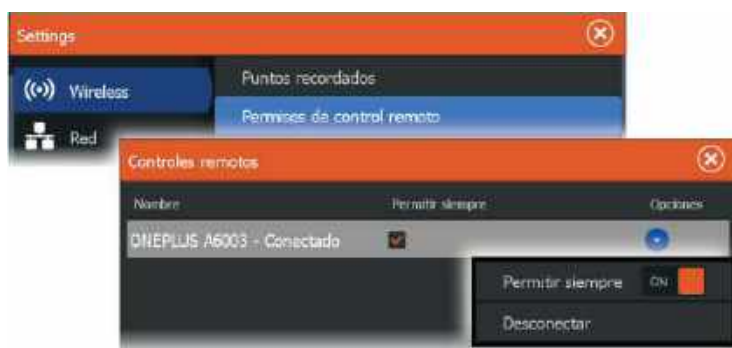 Settings
Wireless
Puntos recordados
Permisos de control remoto
Red
Controles remotos
Nombre Permitir siempre Opciones
ONEPLUS A6003 - Conectado
Permitir siempre ON
Desconectar